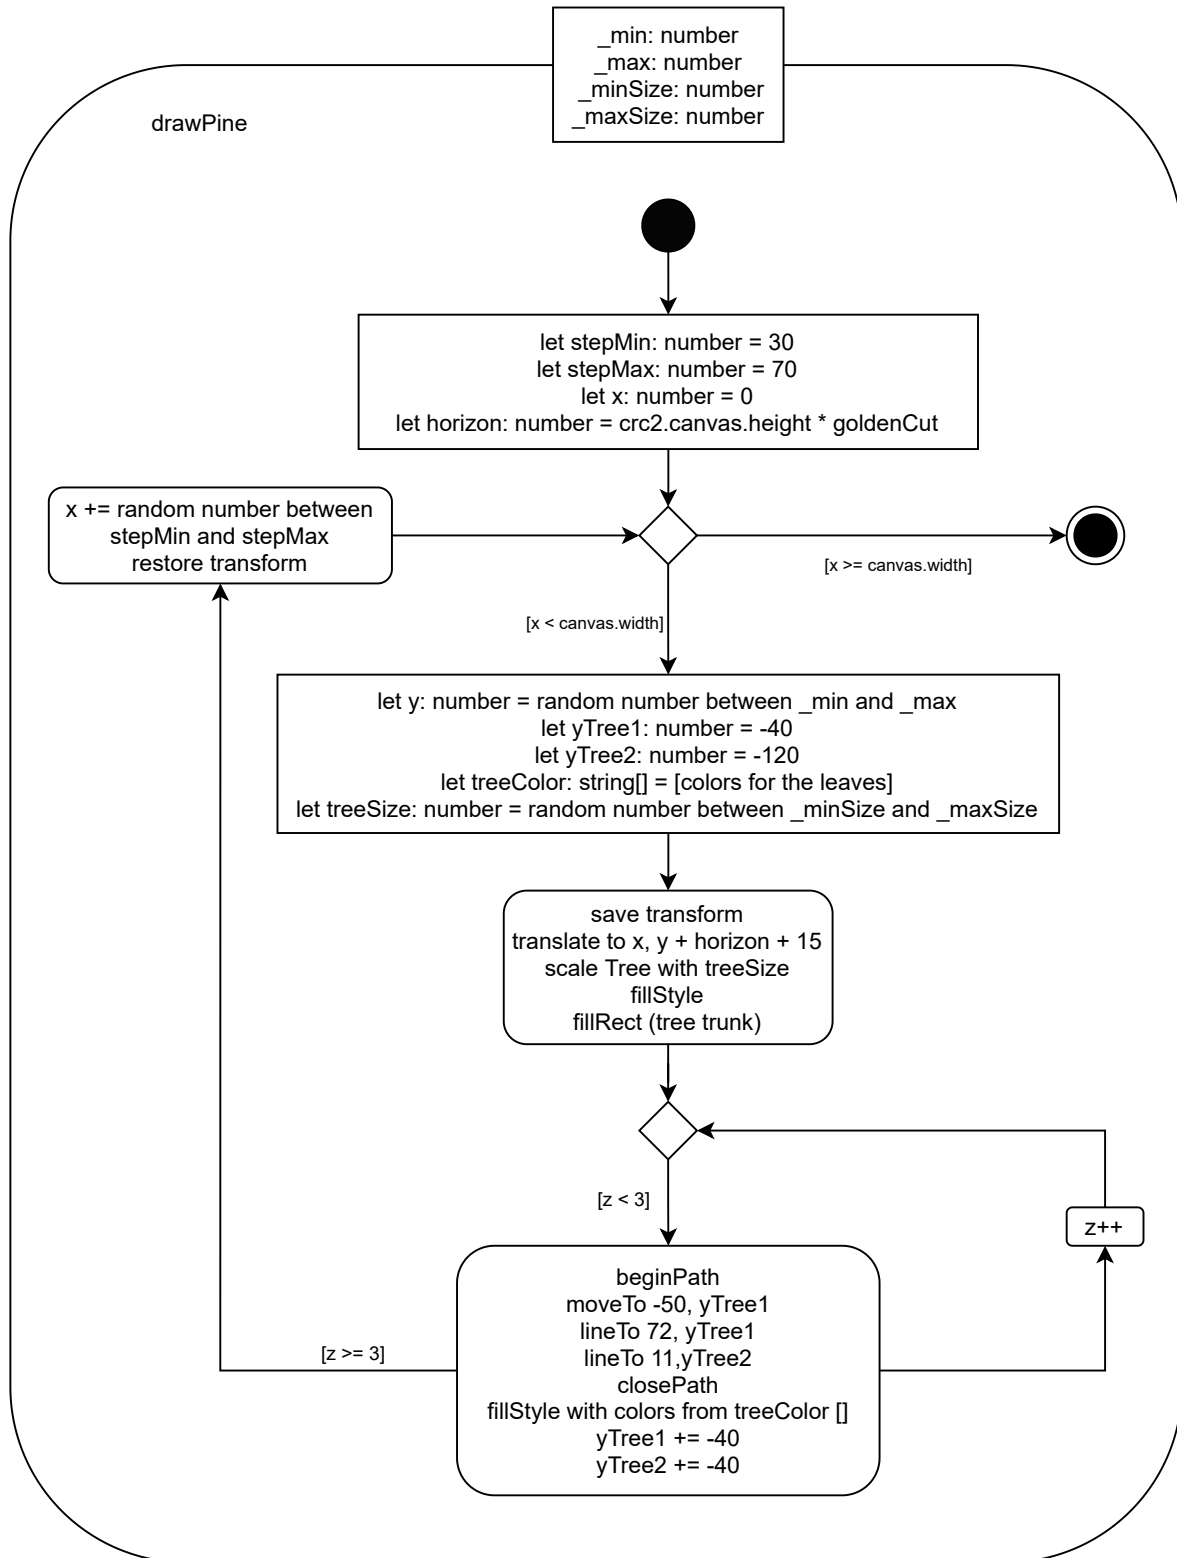 _min: number
_max: number
_minSize: number
_maxSize: number
drawPine
let stepMin: number = 30
let stepMax: number = 70
let x: number = 0
let horizon: number = crc2.canvas.height * goldenCut
x += random number between
stepMin and stepMax
restore transform
[x >= canvas.width]
[x < canvas.width]
let y: number = random number between _min and _max
let yTree1: number = -40
let yTree2: number = -120
let treeColor: string[] = [colors for the leaves]
let treeSize: number = random number between _minSize and _maxSize
save transform
translate to x, y + horizon + 15
scale Tree with treeSize
fillStyle
fillRect (tree trunk)
[z < 3]
z++
beginPath
moveTo -50, yTree1
lineTo 72, yTree1
lineTo 11,yTree2
closePath
fillStyle with colors from treeColor []
yTree1 += -40
yTree2 += -40
[z >= 3]